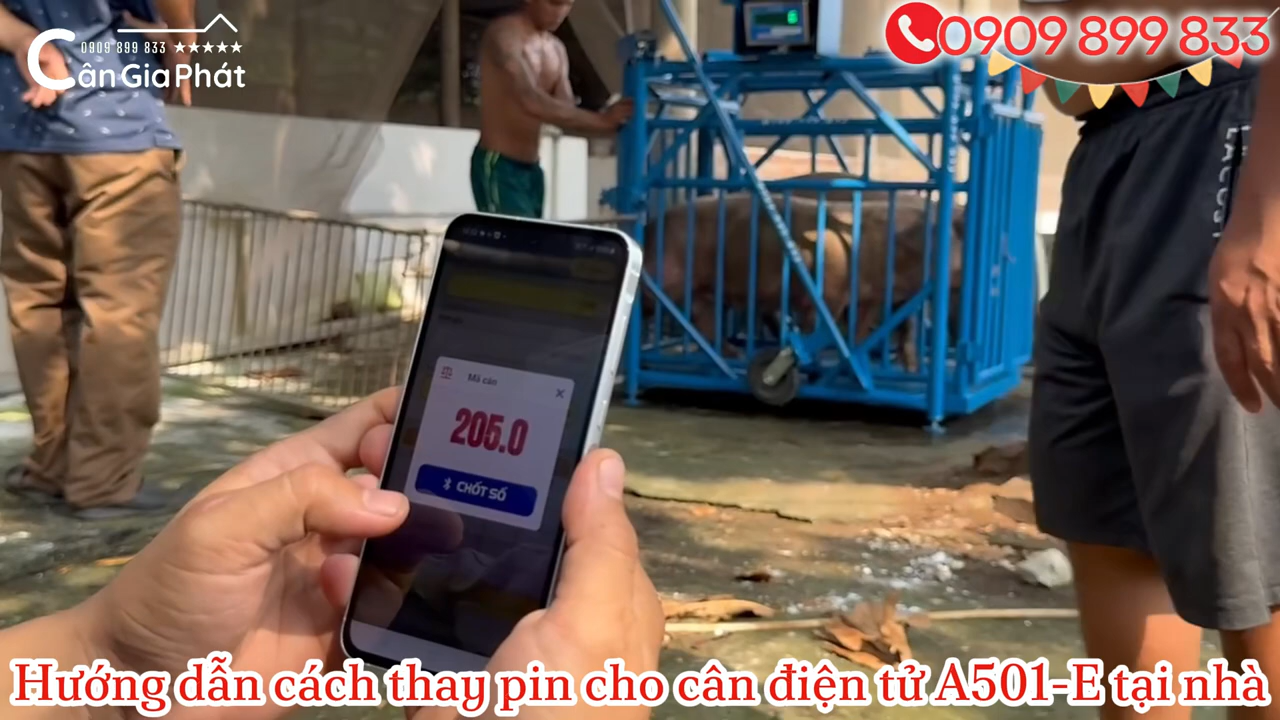 0909 899 833 ★★★★★
Cân Gia Phát
0909 899 833
Mã cân
205.0
CHỐT SỐ
Hướng dẫn cách thay pin cho cân điện tử A501-E tại nhà